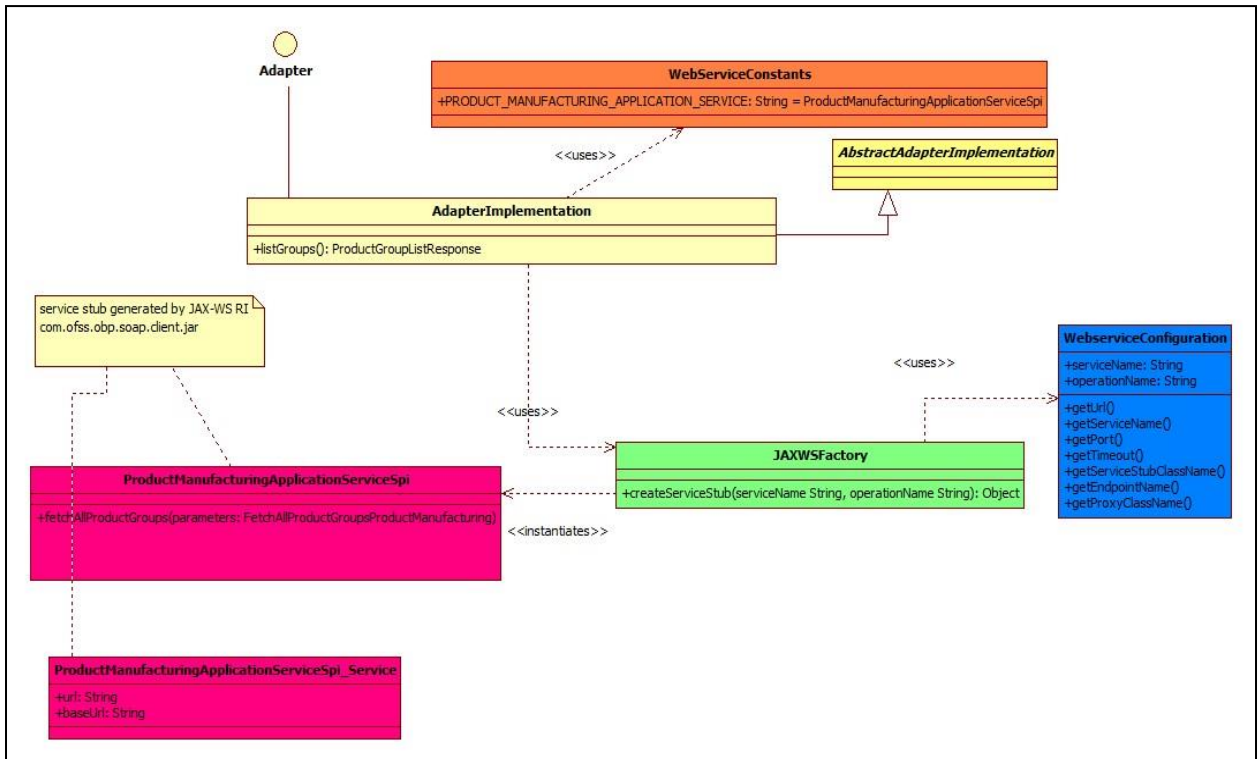 Adapter
WebServiceConstants
+PRODUCT_MANUFACTURING_APPLICATION_SERVICE: String = ProductManufacturingApplicationServiceSpi
<<uses>>
AbstractAdapterImplementation
AdapterImplementation
+listGroups(): ProductGroupListResponse
service stub generated by JAX-WS RI
com.ofss.obp.soap.client.jar
WebserviceConfiguration
+serviceName: String
+operationName: String
+getUrl()
+getServiceName()
+getPort()
+getTimeout()
+getServiceStubClassName()
+getEndpointName()
+getProxyClassName()
<<uses>>
<<uses>>
JAXWSFactory
+createServiceStub(serviceName String, operationName String): Object
ProductManufacturingApplicationServiceSpi
+fetchAllProductGroups(parameters: FetchAllProductGroupsProductManufacturing)
<<instantiates>>
ProductManufacturingApplicationServiceSpi_Service
+url: String
+baseUrl: String